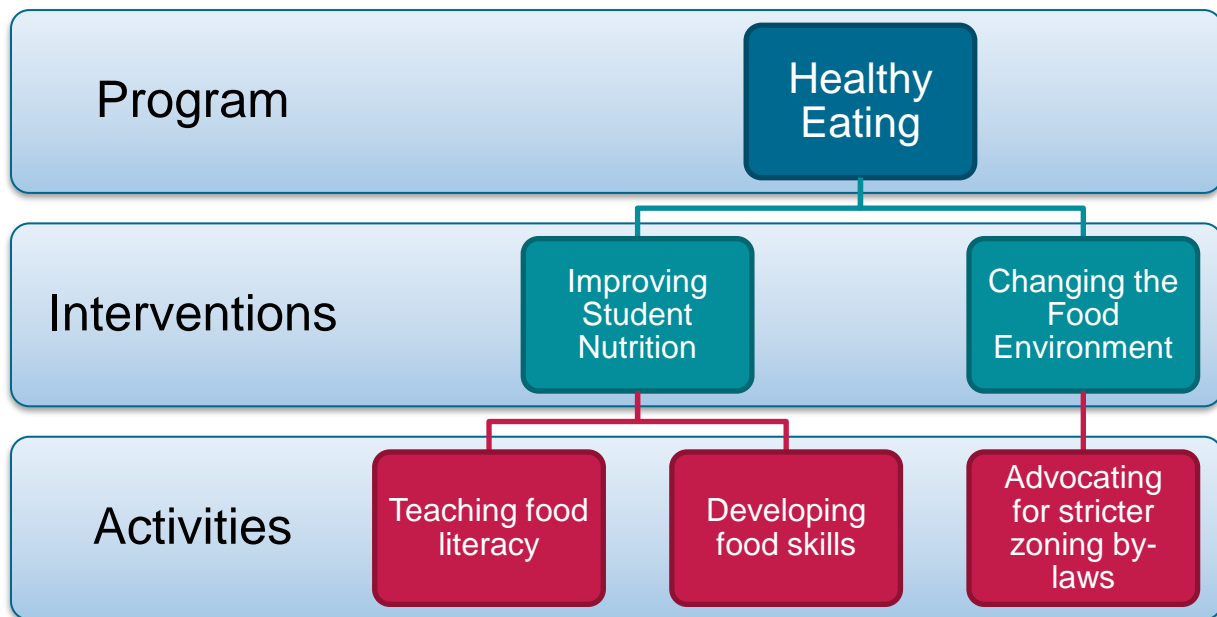 Program
Healthy
Eating
Interventions
Improving
Student
Nutrition
Changing the
Food
Environment
Activities
Teaching food
literacy
Developing
food skills
Advocating
for stricter
zoning by-
laws